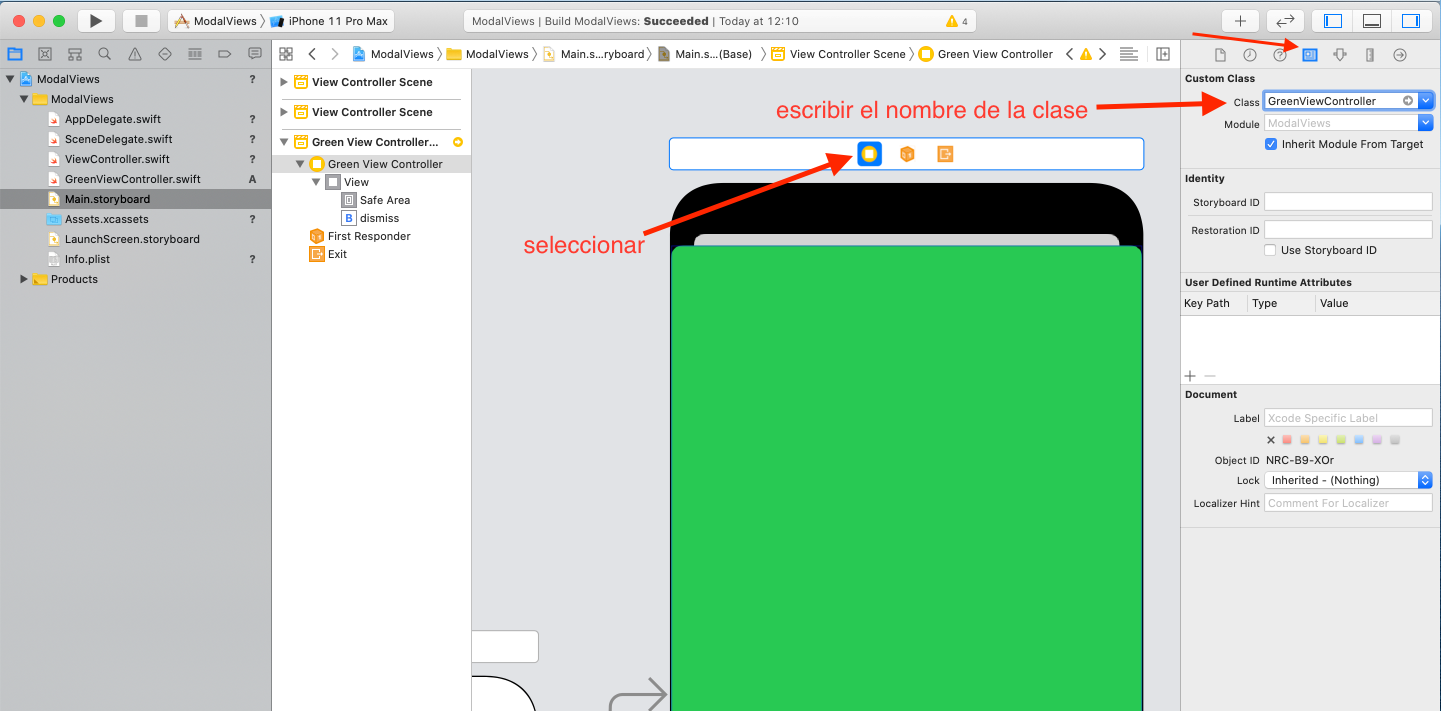 ModalViews
iPhone 11 Pro Max
ModalViews | Build ModalViews: Succeeded | Today at 12:10
4
ModalViews
ModalViews
Main.s...ryboard
Main.s...(Base)
View Controller Scene
Green View Controller
ModalViews ?
ModalViews
AppDelegate.swift ?
SceneDelegate.swift ?
ViewController.swift ?
GreenViewController.swift A
Main.storyboard
Assets.xcassets ?
LaunchScreen.storyboard
Info.plist ?
Products
View Controller Scene
View Controller Scene
Green View Controller...
Green View Controller
View
Safe Area
B dismiss
First Responder
Exit
escribir el nombre de la clase
seleccionar
Custom Class
Class GreenViewController
Module ModalViews
Inherit Module From Target
Identity
Storyboard ID
Restoration ID
Use Storyboard ID
User Defined Runtime Attributes
Key Path Type Value
Document
Label Xcode Specific Label
Object ID NRC-B9-XOr
Lock Inherited - (Nothing)
Localizer Hint Comment For Localizer